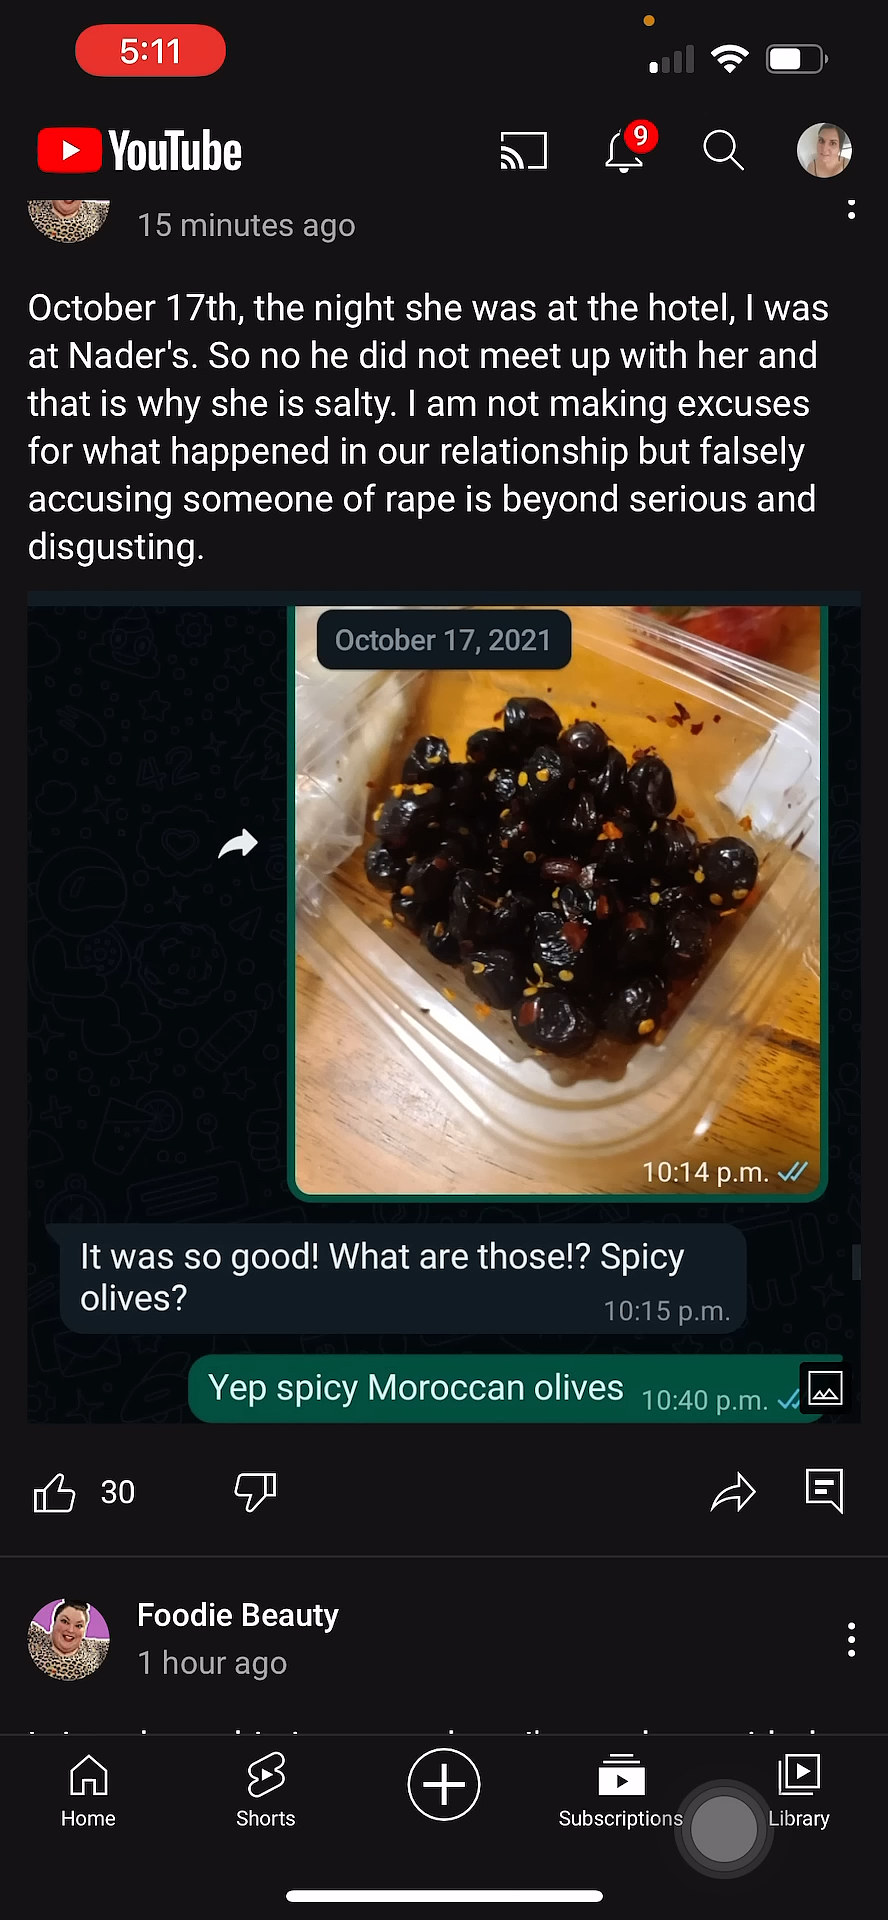 5:11
YouTube
9
15 minutes ago
October 17th, the night she was at the hotel, I was
at Nader's. So no he did not meet up with her and
that is why she is salty. I am not making excuses
for what happened in our relationship but falsely
accusing someone of rape is beyond serious and
disgusting.
October 17, 2021
10:14 p.m.
It was so good! What are those!? Spicy
olives?
10:15 p.m.
Yep spicy Moroccan olives 10:40 p.m.
30
Foodie Beauty
1 hour ago
Home Shorts Subscriptions Library